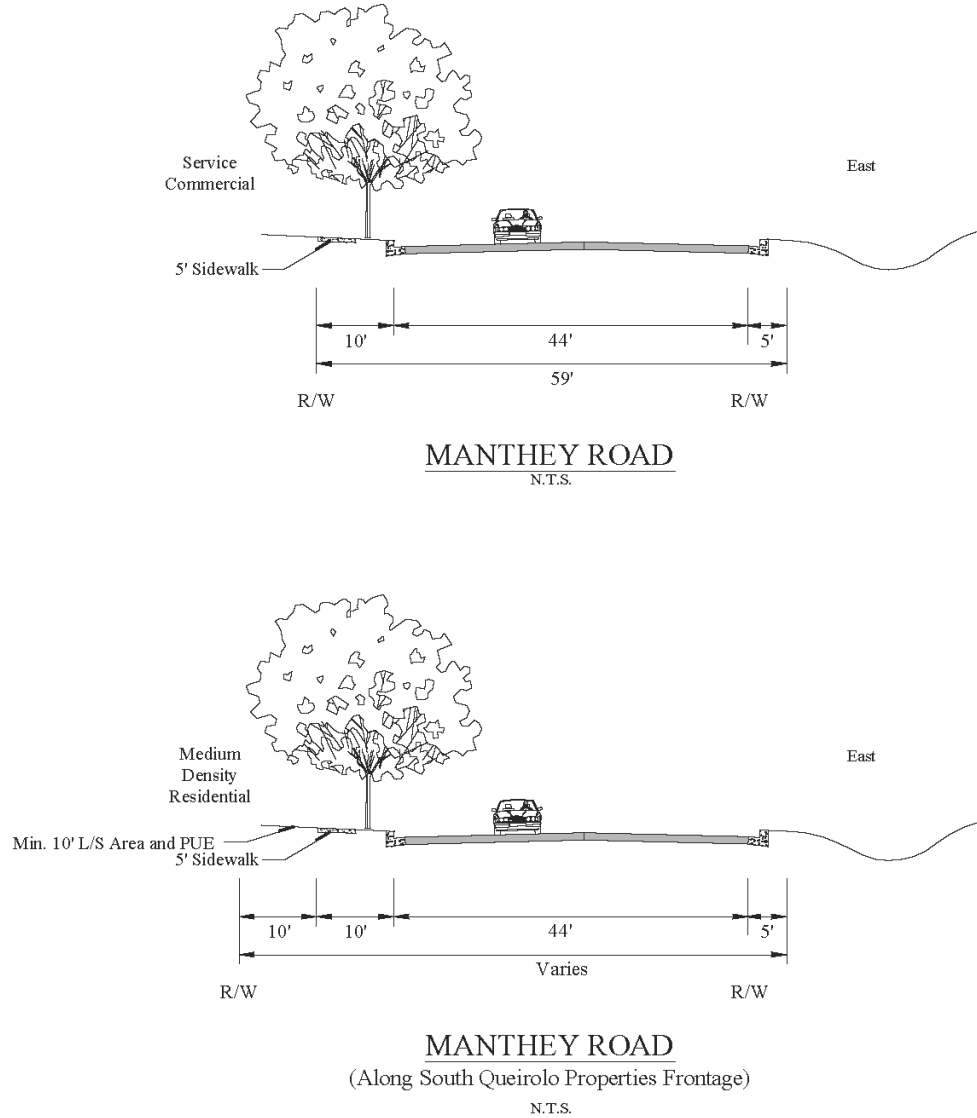 Service
Commercial
East
5' Sidewalk
10'
44'
5'
59'
R/W
R/W
MANTHEY ROAD
N.T.S.
Medium
Density
Residential
East
Min. 10' L/S Area and PUE
5' Sidewalk
10'
10'
44'
5'
Varies
R/W
R/W
MANTHEY ROAD
(Along South Queirolo Properties Frontage)
N.T.S.